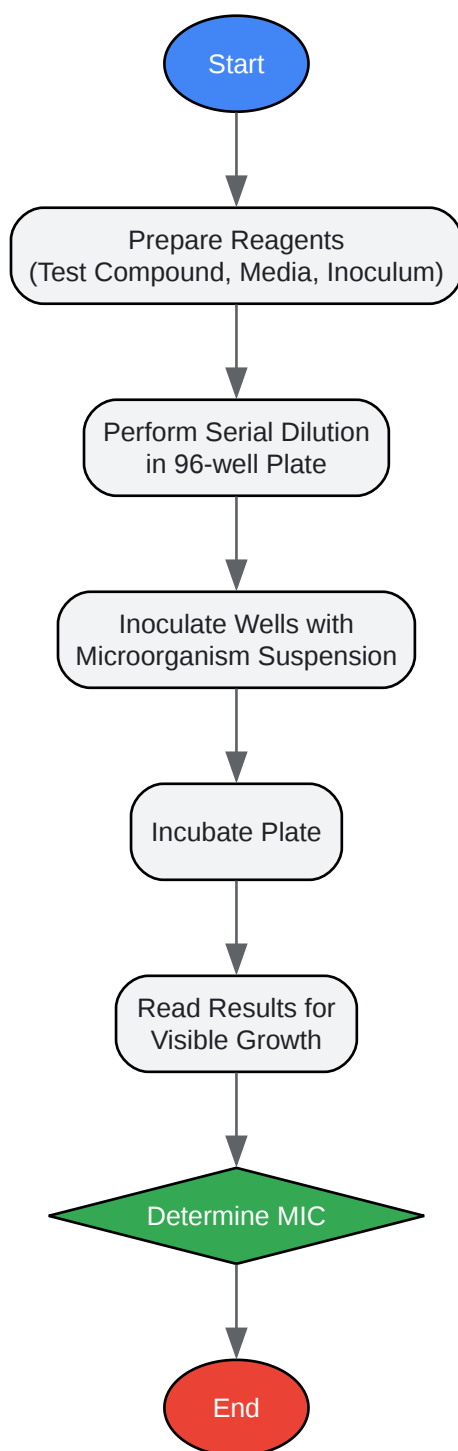 Start
Prepare Reagents
(Test Compound, Media, Inoculum)
Perform Serial Dilution
in 96-well Plate
Inoculate Wells with
Microorganism Suspension
Incubate Plate
Read Results for
Visible Growth
Determine MIC
End